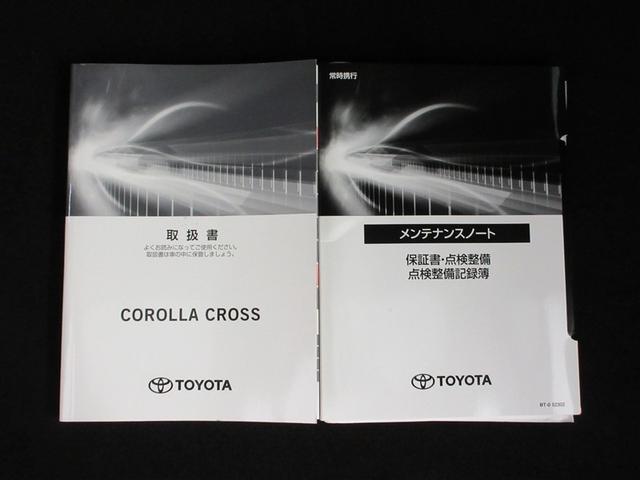 取扱書
よくお読みになってご使用ください。
取扱書は車の中に保管しましょう。
COROLLA CROSS
TOYOTA
常時携行
メンテナンスノート
保証書・点検整備
点検整備記録簿
TOYOTA